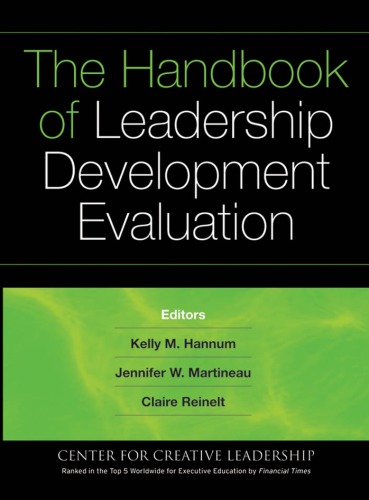 The Handbook
of Leadership
Development
Evaluation
Editors
Kelly M. Hannum
Jennifer W. Martineau
Claire Reinelt
CENTER FOR CREATIVE LEADERSHIP
Ranked in the Top 5 Worldwide for Executive Education by Financial Times